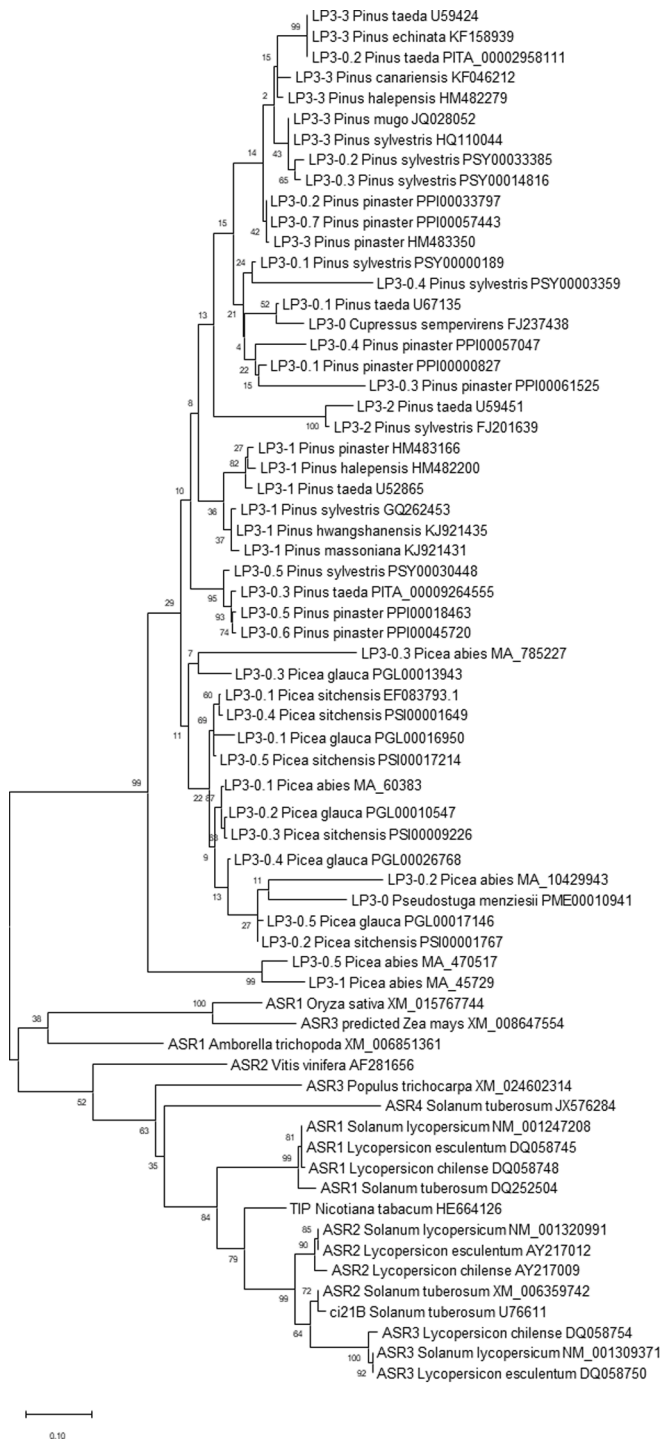 LP3-3 Pinus taeda U59424
99
LP3-3 Pinus echinata KF158939
LP3-0.2 Pinus taeda PITA_00002958111
15
LP3-3 Pinus canariensis KF046212
2
LP3-3 Pinus halepensis HM482279
LP3-3 Pinus mugo JQ028052
LP3-3 Pinus sylvestris HQ110044
43
14
LP3-0.2 Pinus sylvestris PSY00033385
65
LP3-0.3 Pinus sylvestris PSY00014816
LP3-0.2 Pinus pinaster PPI00033797
15
LP3-0.7 Pinus pinaster PPI00057443
42
LP3-3 Pinus pinaster HM483350
24
LP3-0.1 Pinus sylvestris PSY00000189
LP3-0.4 Pinus sylvestris PSY00003359
52
LP3-0.1 Pinus taeda U67135
13
21
LP3-0 Cupressus sempervirens FJ237438
4
LP3-0.4 Pinus pinaster PPI00057047
22
LP3-0.1 Pinus pinaster PPI00000827
15
LP3-0.3 Pinus pinaster PPI00061525
8
LP3-2 Pinus taeda U59451
100
LP3-2 Pinus sylvestris FJ201639
27
LP3-1 Pinus pinaster HM483166
82
LP3-1 Pinus halepensis HM482200
LP3-1 Pinus taeda U52865
10
36
LP3-1 Pinus sylvestris GQ262453
LP3-1 Pinus hwangshanensis KJ921435
37
LP3-1 Pinus massoniana KJ921431
LP3-0.5 Pinus sylvestris PSY00030448
95
LP3-0.3 Pinus taeda PITA_00009264555
29
93
LP3-0.5 Pinus pinaster PPI00018463
74
LP3-0.6 Pinus pinaster PPI00045720
7
LP3-0.3 Picea abies MA_785227
LP3-0.3 Picea glauca PGL00013943
60
LP3-0.1 Picea sitchensis EF083793.1
69
LP3-0.4 Picea sitchensis PSI00001649
11
LP3-0.1 Picea glauca PGL00016950
LP3-0.5 Picea sitchensis PSI00017214
99
LP3-0.1 Picea abies MA_60383
22
87
LP3-0.2 Picea glauca PGL00010547
LP3-0.3 Picea sitchensis PSI00009226
9
LP3-0.4 Picea glauca PGL00026768
11
LP3-0.2 Picea abies MA_10429943
13
LP3-0 Pseudostuga menziesii PME00010941
27
LP3-0.5 Picea glauca PGL00017146
LP3-0.2 Picea sitchensis PSI00001767
LP3-0.5 Picea abies MA_470517
99
LP3-1 Picea abies MA_45729
100
ASR1 Oryza sativa XM_015767744
38
ASR3 predicted Zea mays XM_008647554
ASR1 Amborella trichopoda XM_006851361
ASR2 Vitis vinifera AF281656
52
ASR3 Populus trichocarpa XM_024602314
63
ASR4 Solanum tuberosum JX576284
ASR1 Solanum lycopersicum NM_001247208
81
ASR1 Lycopersicon esculentum DQ058745
35
99
ASR1 Lycopersicon chilense DQ058748
ASR1 Solanum tuberosum DQ252504
84
TIP Nicotiana tabacum HE664126
85
ASR2 Solanum lycopersicum NM_001320991
90
ASR2 Lycopersicon esculentum AY217012
79
ASR2 Lycopersicon chilense AY217009
99
72
ASR2 Solanum tuberosum XM_006359742
ci21B Solanum tuberosum U76611
64
ASR3 Lycopersicon chilense DQ058754
100
ASR3 Solanum lycopersicum NM_001309371
92
ASR3 Lycopersicon esculentum DQ058750
0.10